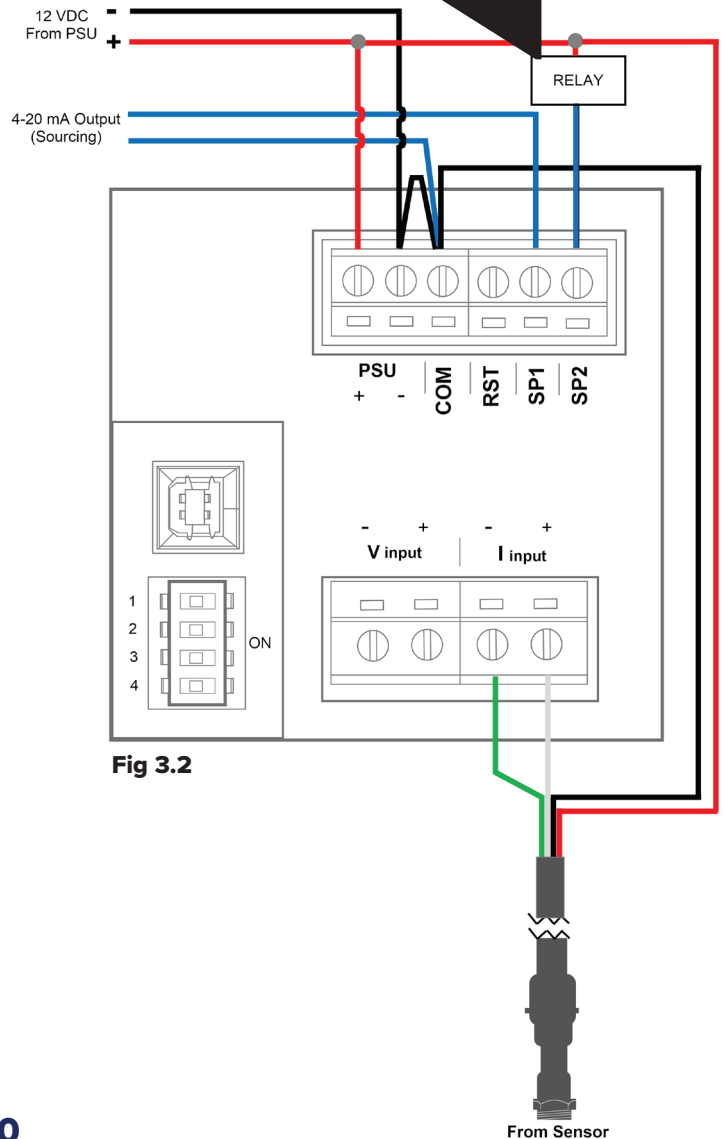 -
12 VDC
From PSU
+
RELAY
4-20 mA Output
(Sourcing)
PSU
+ -
COM
RST
SP1
SP2
- + - +
V input I input
1
2
3
4
ON
Fig 3.2
From Sensor